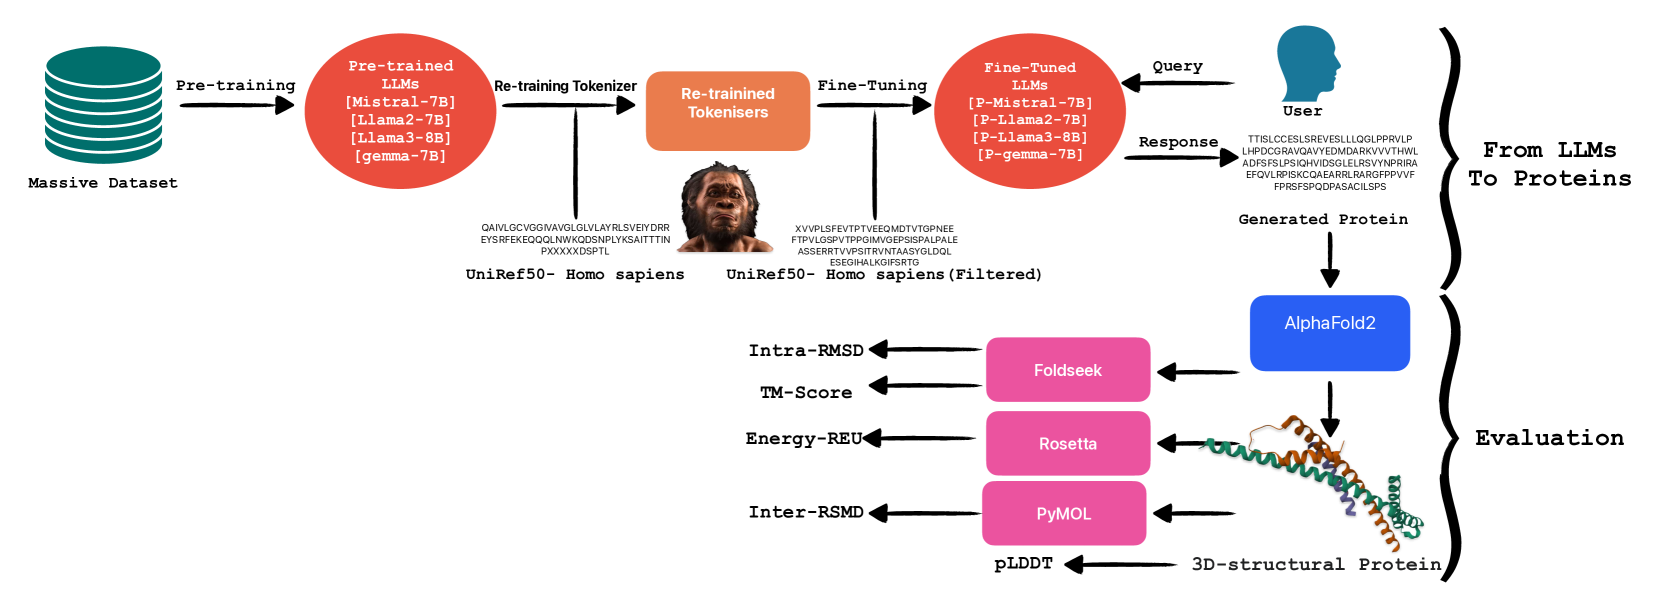 Massive Dataset
Pre-training
Pre-trained
LLMs
[Mistral-7B]
[Llama2-7B]
[Llama3-8B]
[gemma-7B]
Re-training Tokenizer
QAIVLGCVGGIVAVGLGLVLAYRLSVEIYDRR
EYSRFEKEQQQLNWKQDSNPLYKSAITTTIN
PXXXXXDSPTL
UniRef50- Homo sapiens
Re-trainined
Tokenisers
Fine-Tuning
XVVPLSFEVTPTVEEQMDTVTGPNEE
FTPVLGSPVTPPGIMVGEPSISPALPALE
ASSERRTVVPSITRVNTAASYGLDQL
ESEGIHALKGIFSRTG
UniRef50- Homo sapiens(Filtered)
Fine-Tuned
LLMs
[P-Mistral-7B]
[P-Llama2-7B]
[P-Llama3-8B]
[P-gemma-7B]
Query
User
Response
TTISLCCESLSREVESLLLQGLPPRVLP
LHPDCGRAVQAVYEDMDARKVVVTHWL
ADFSFSLPSIQHVIDSGLELRSVYNPRIRA
EFQVLRPISKCQAEARRLRARGFPPVVF
FPRSFSPQDPASACILSPS
Generated Protein
From LLMs
To Proteins
AlphaFold2
Foldseek
Intra-RMSD
TM-Score
Rosetta
Energy-REU
PyMOL
Inter-RSMD
pLDDT
3D-structural Protein
Evaluation